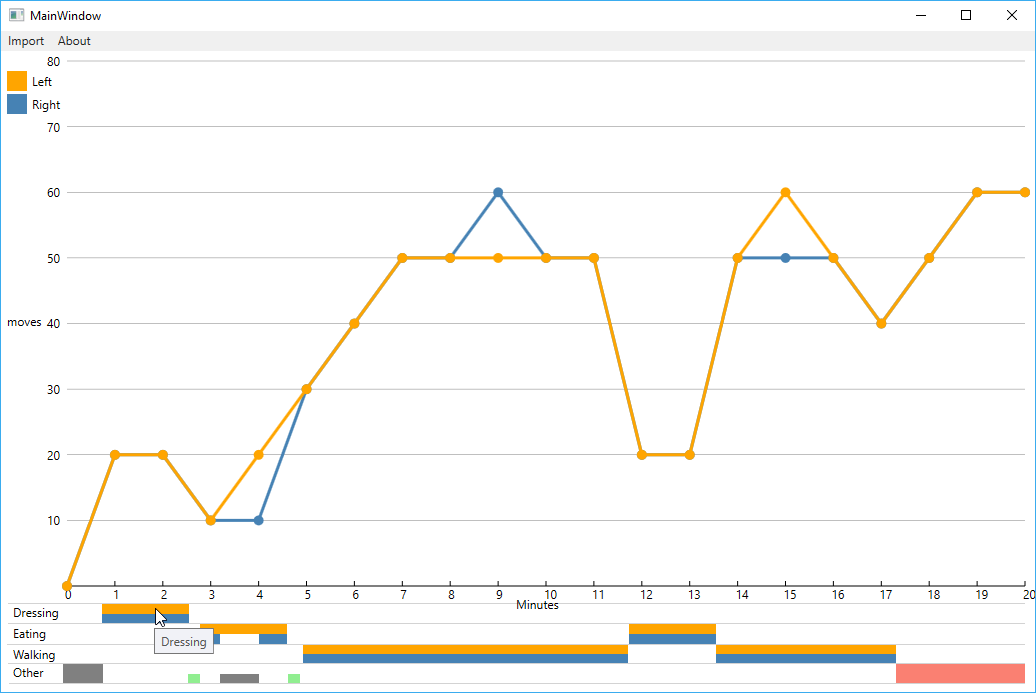 MainWindow
Import About
80
Left
Right
70
60
50
moves 40
30
20
10
0 1 2 3 4 5 6 7 8 9 10 11 12 13 14 15 16 17 18 19 20
Minutes
Dressing
Eating
Dressing
Walking
Other